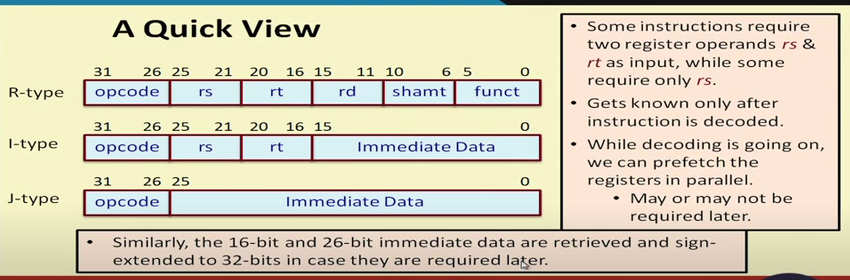 A Quick View
31 26 25 21 20 16 15 11 10 6 5 0
R-type opcode rs rt rd shamt funct
31 26 25 21 20 16 15 0
I-type opcode rs rt Immediate Data
31 26 25 0
J-type opcode Immediate Data
• Some instructions require
two register operands rs &
rt as input, while some
require only rs.
• Gets known only after
instruction is decoded.
• While decoding is going on,
we can prefetch the
registers in parallel.
• May or may not be
required later.
• Similarly, the 16-bit and 26-bit immediate data are retrieved and sign-
extended to 32-bits in case they are required later.